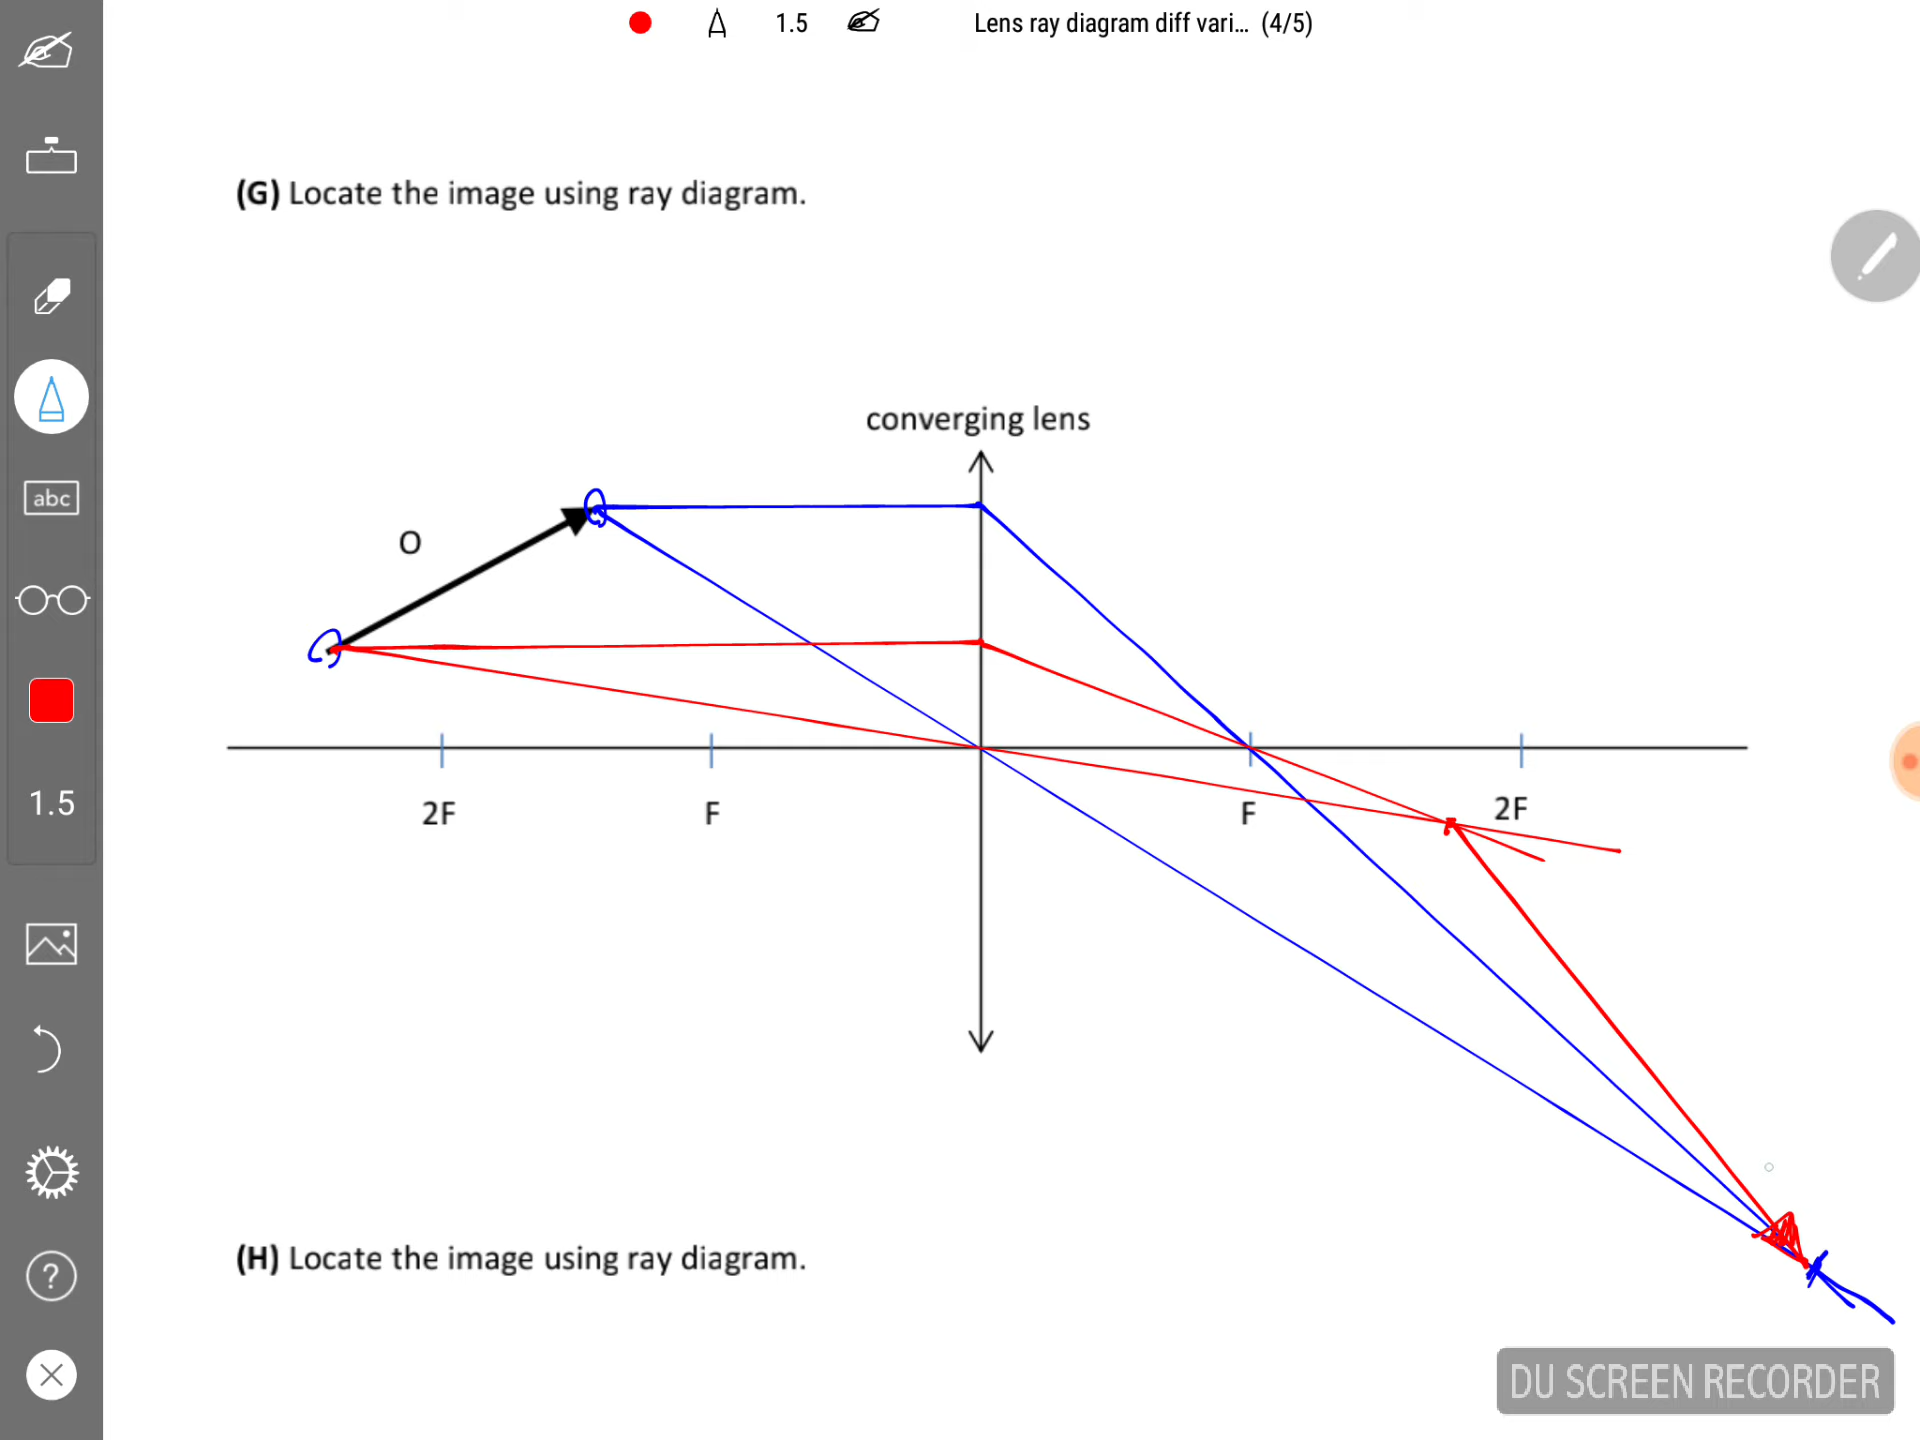 1.5 Lens ray diagram diff vari... (4/5)
(G) Locate the image using ray diagram.
abc
converging lens
O
1.5
2F F F 2F
(H) Locate the image using ray diagram.
?
DU SCREEN RECORDER